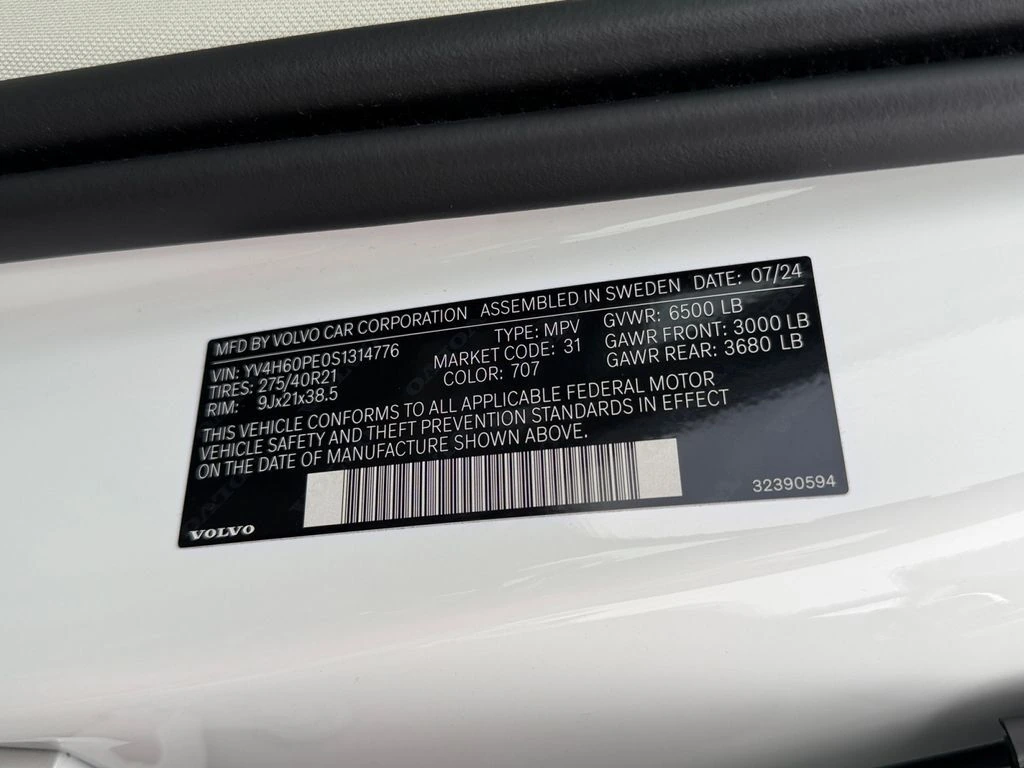 MFD BY VOLVO CAR CORPORATION ASSEMBLED IN SWEDEN DATE: 07/24
VIN: YV4H60PE0S1314776 TYPE: MPV GVWR: 6500 LB
TIRES: 275/40R21 MARKET CODE: 31 GAWR FRONT: 3000 LB
RIM: 9Jx21x38.5 COLOR: 707 GAWR REAR: 3680 LB
THIS VEHICLE CONFORMS TO ALL APPLICABLE FEDERAL MOTOR
VEHICLE SAFETY AND THEFT PREVENTION STANDARDS IN EFFECT
ON THE DATE OF MANUFACTURE SHOWN ABOVE.
VOLVO 32390594